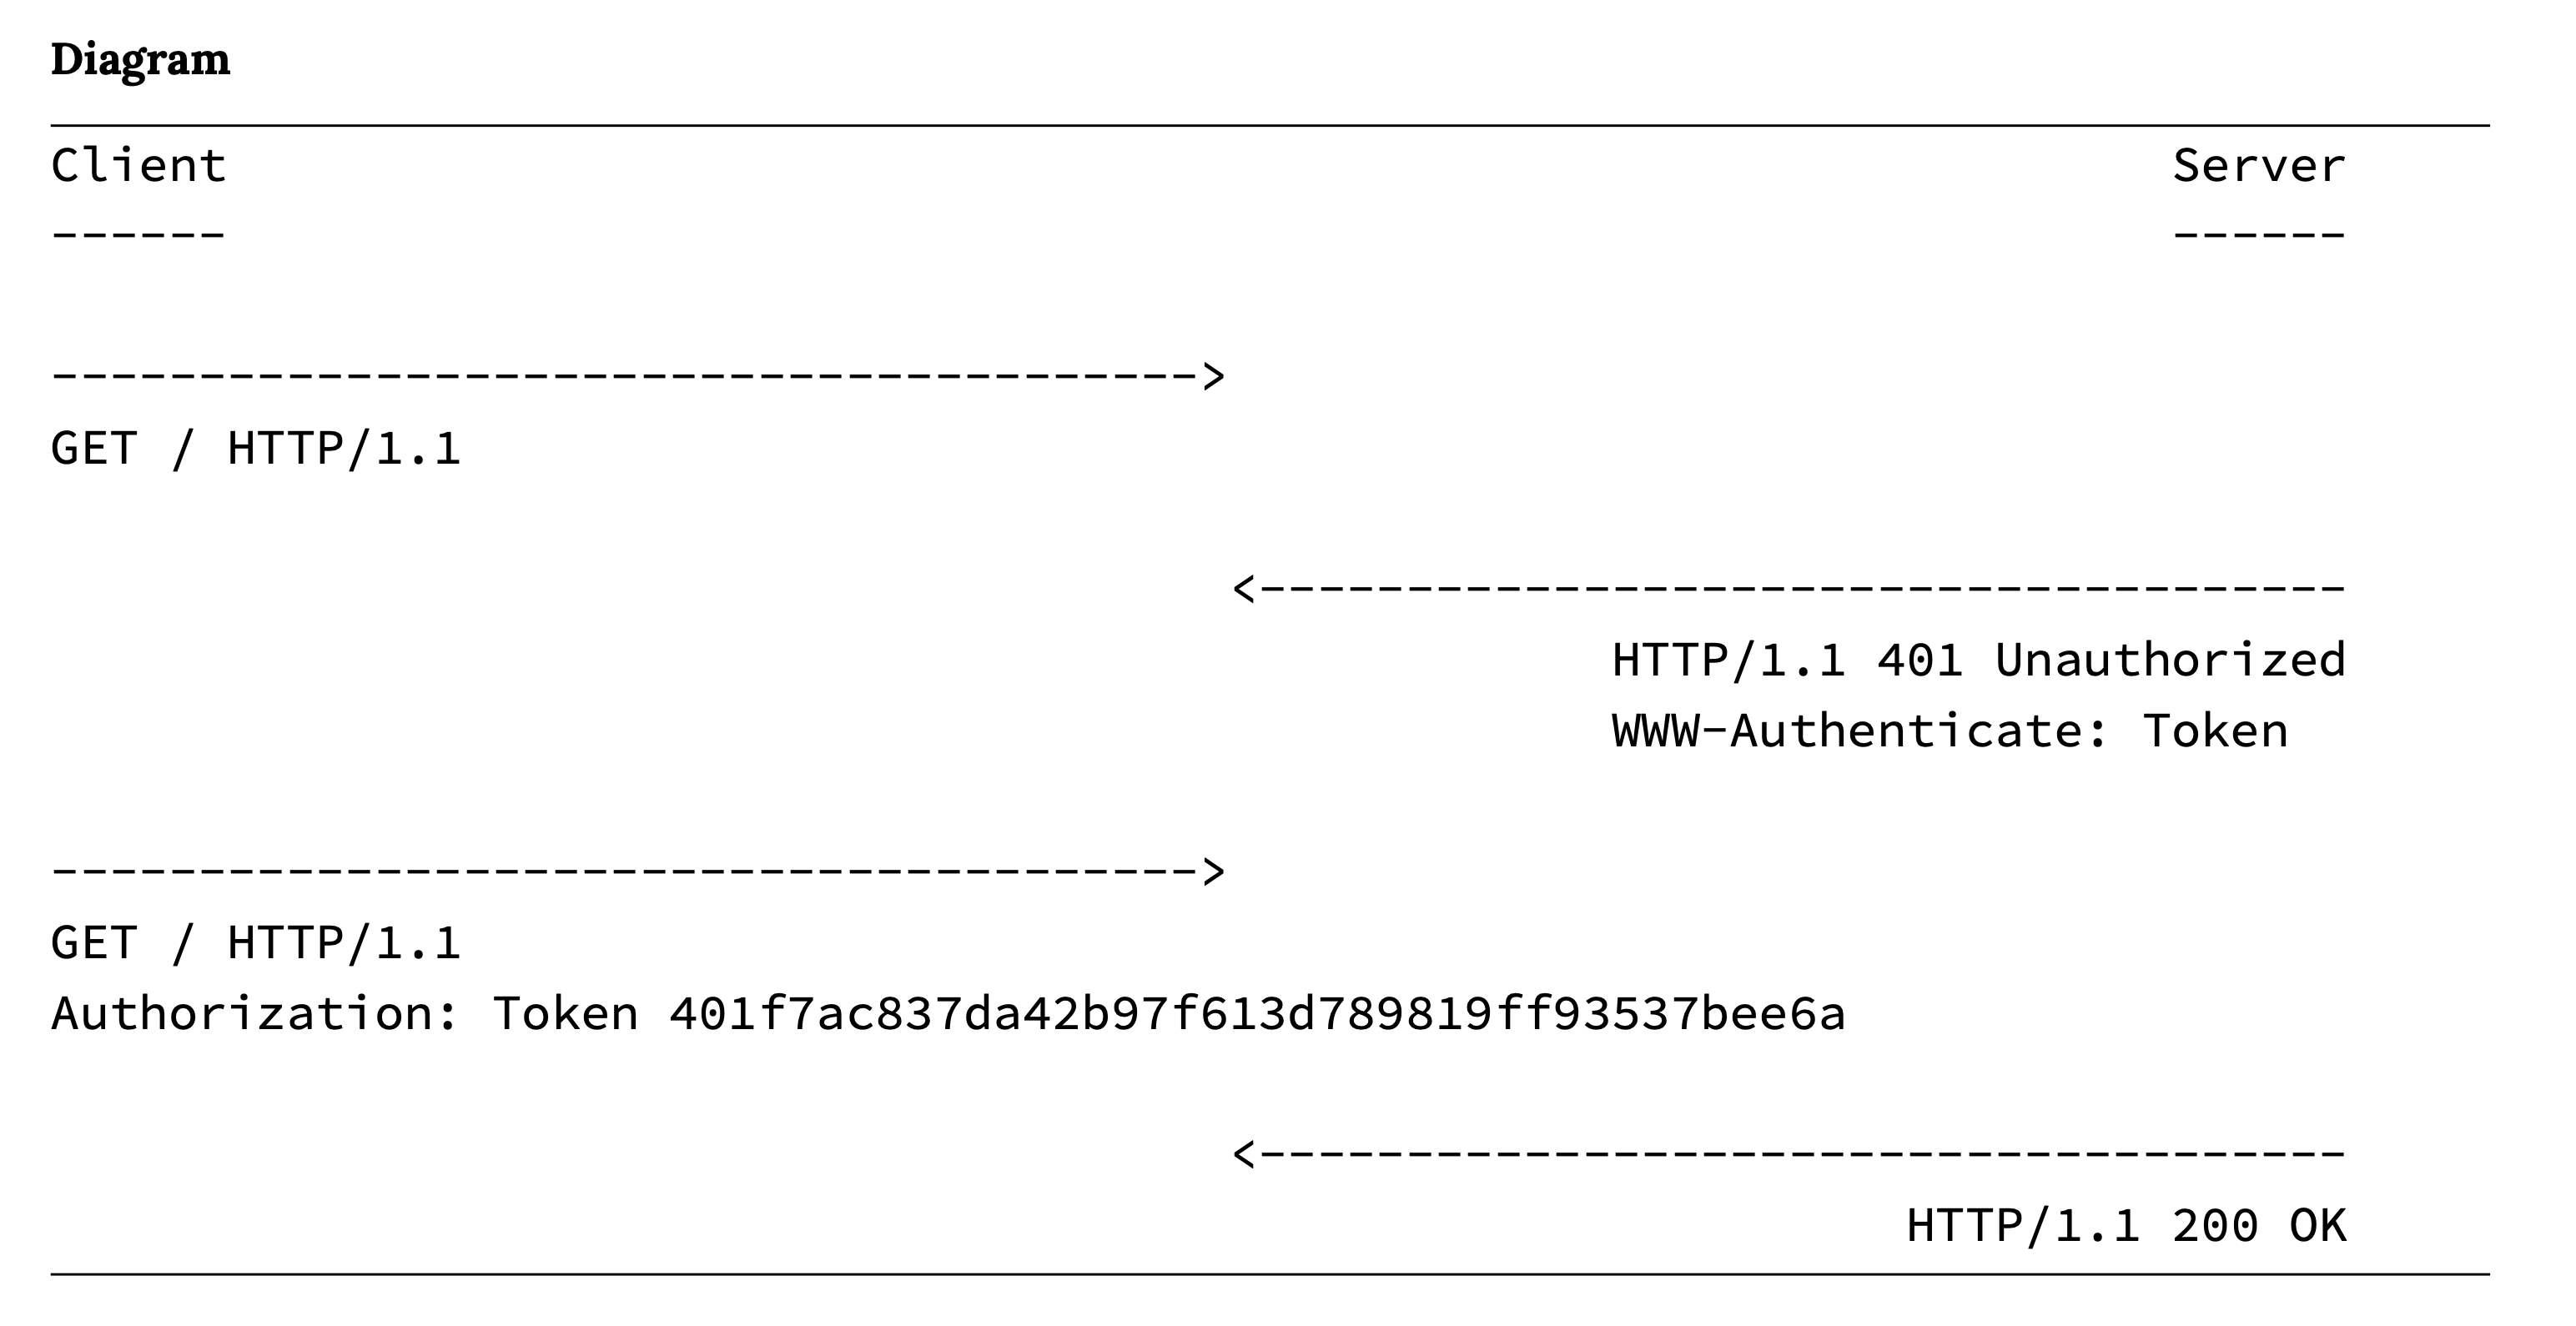 Diagram
Client Server
------ ------
--------------------------------------->
GET / HTTP/1.1
<-------------------------------------
HTTP/1.1 401 Unauthorized
WWW-Authenticate: Token
--------------------------------------->
GET / HTTP/1.1
Authorization: Token 401f7ac837da42b97f613d789819ff93537bee6a
<-------------------------------------
HTTP/1.1 200 OK